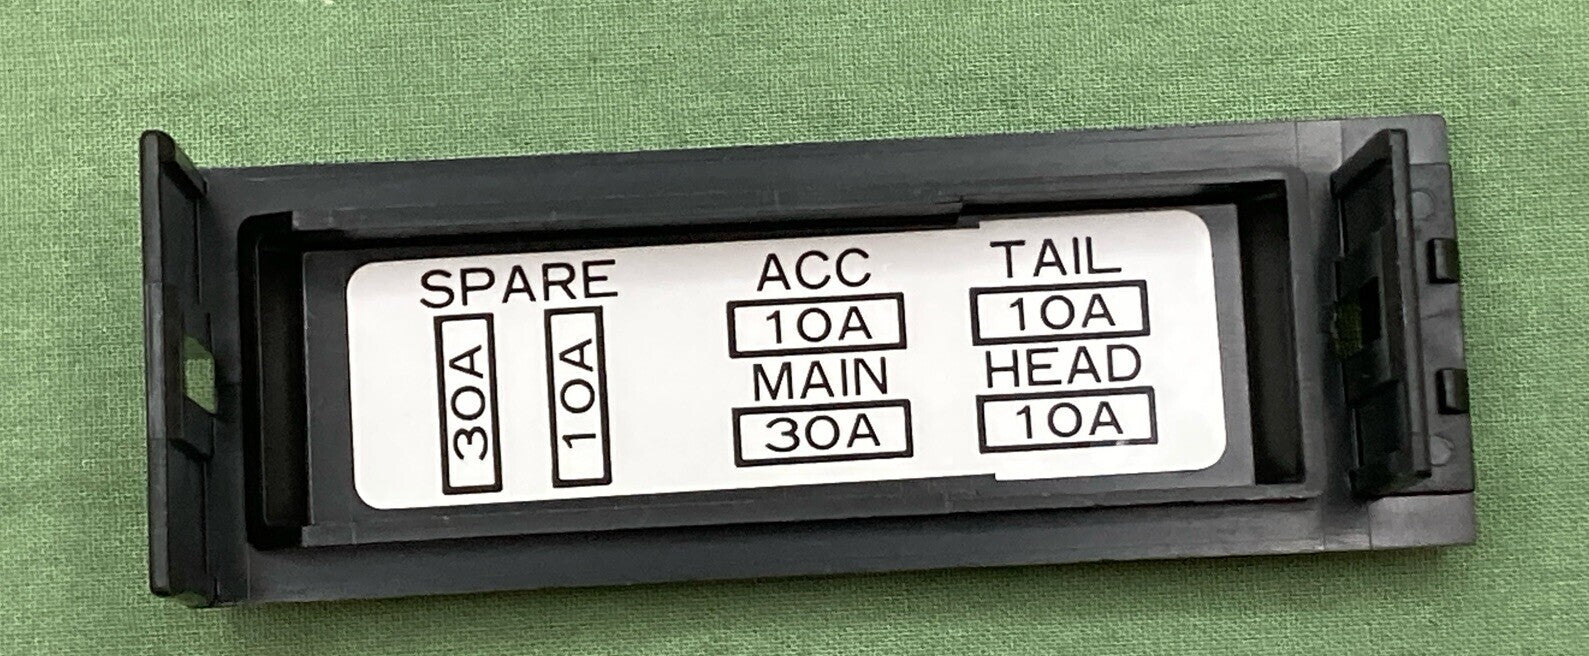 SPARE
30A 10A
ACC
10A
MAIN
30A
TAIL
10A
HEAD
10A